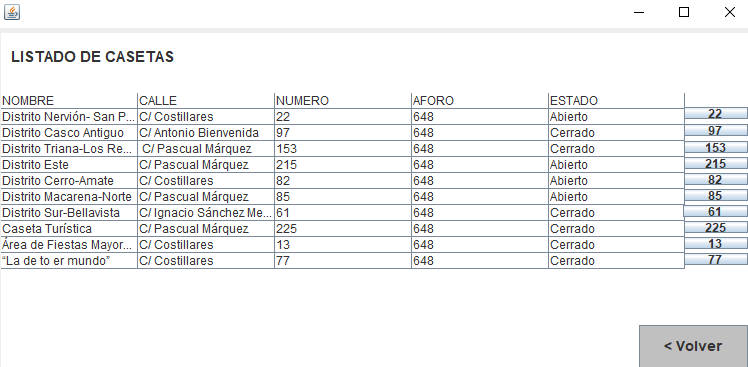 LISTADO DE CASETAS
NOMBRE CALLE NUMERO AFORO ESTADO
Distrito Nervión- San P... C/ Costillares 22 648 Abierto 22
Distrito Casco Antiguo C/ Antonio Bienvenida 97 648 Cerrado 97
Distrito Triana-Los Re... C/ Pascual Márquez 153 648 Cerrado 153
Distrito Este C/ Pascual Márquez 215 648 Abierto 215
Distrito Cerro-Amate C/ Costillares 82 648 Abierto 82
Distrito Macarena-Norte C/ Pascual Márquez 85 648 Abierto 85
Distrito Sur-Bellavista C/ Ignacio Sánchez Me... 61 648 Cerrado 61
Caseta Turística C/ Pascual Márquez 225 648 Cerrado 225
Área de Fiestas Mayor... C/ Costillares 13 648 Cerrado 13
“La de to er mundo” C/ Costillares 77 648 Cerrado 77
< Volver